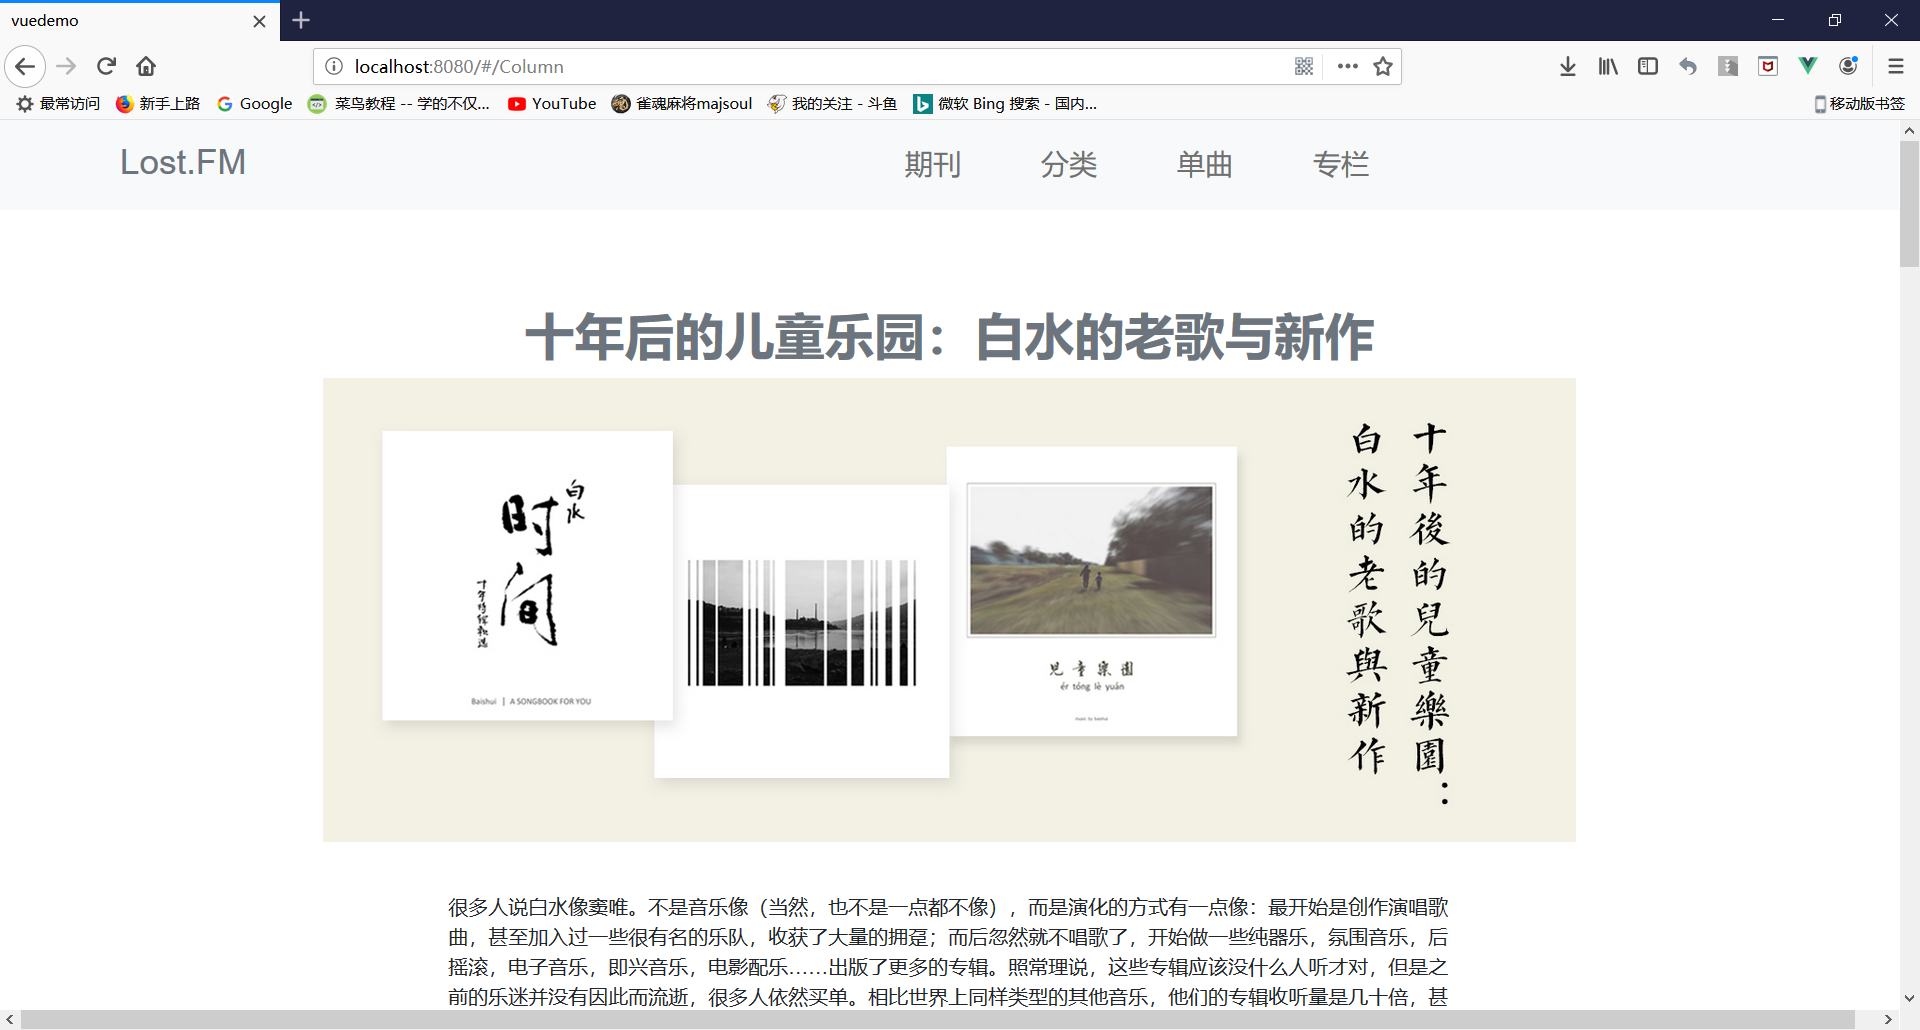 vuedemo
localhost:8080/#/Column
最常访问 新手上路 Google 菜鸟教程 -- 学的不仅... YouTube 雀魂麻将majsoul 我的关注 - 斗鱼 微软 Bing 搜索 - 国内... 移动版书签
Lost.FM 期刊 分类 单曲 专栏
十年后的儿童乐园：白水的老歌与新作
白水
时间
Baishui | A SONGBOOK FOR YOU
兒童樂園
ér tóng lè yuán
music by baishui
十年後的兒童樂園：
白水的老歌與新作
很多人说白水像窦唯。不是音乐像（当然，也不是一点都不像），而是演化的方式有一点像：最开始是创作演唱歌
曲，甚至加入过一些很有名的乐队，收获了大量的拥趸；而后忽然就不唱歌了，开始做一些纯器乐，氛围音乐，后
摇滚，电子音乐，即兴音乐，电影配乐……出版了更多的专辑。照常理说，这些专辑应该没什么人听才对，但是之
前的乐迷并没有因此而流逝，很多人依然买单。相比世界上同样类型的其他音乐，他们的专辑收听量是几十倍，甚